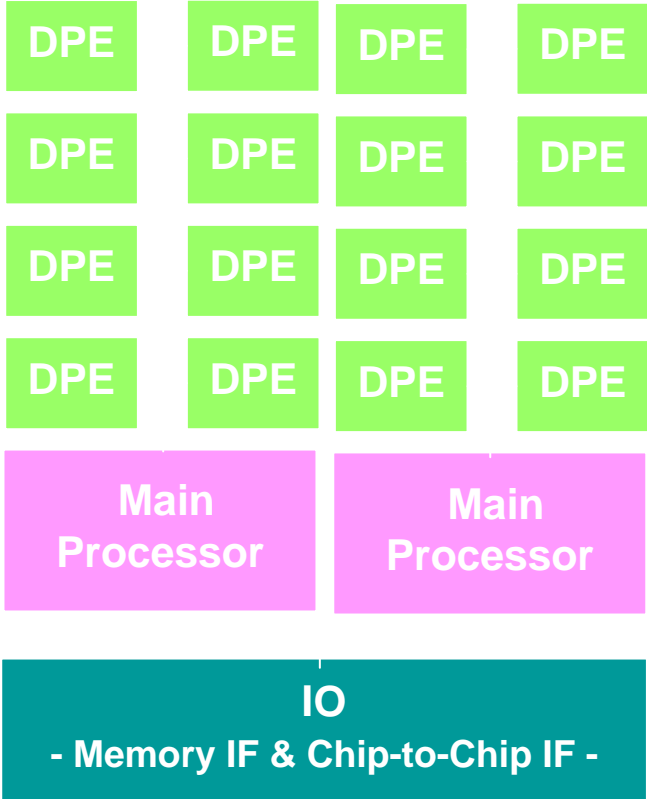 DPE DPE DPE DPE
DPE DPE DPE DPE
DPE DPE DPE DPE
DPE DPE DPE DPE
Main
Processor
Main
Processor
IO
- Memory IF & Chip-to-Chip IF -